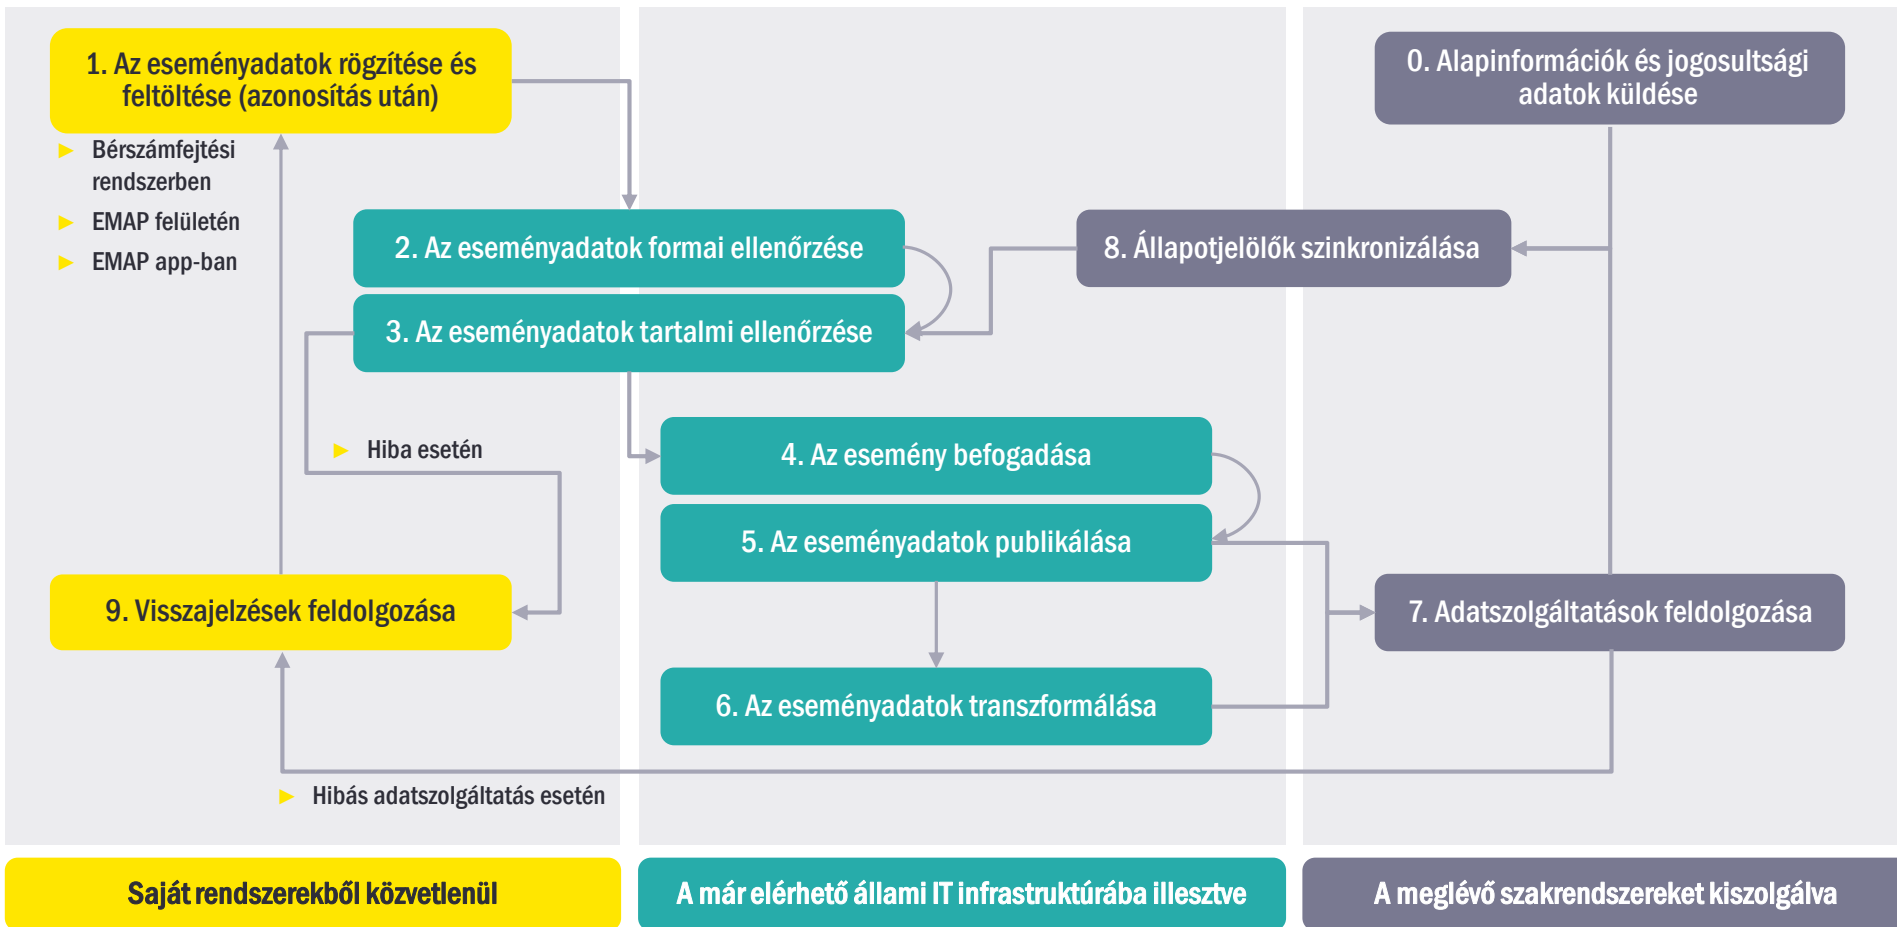 1. Az eseményadatok rögzítése és
feltöltése (azonosítás után)
Bérszámfejtési
rendszerben
EMAP felületén
EMAP app-ban
0. Alapinformációk és jogosultsági
adatok küldése
2. Az eseményadatok formai ellenőrzése
8. Állapotjelölők szinkronizálása
3. Az eseményadatok tartalmi ellenőrzése
Hiba esetén
4. Az esemény befogadása
5. Az eseményadatok publikálása
9. Visszajelzések feldolgozása
7. Adatszolgáltatások feldolgozása
6. Az eseményadatok transzformálása
Hibás adatszolgáltatás esetén
Saját rendszerekből közvetlenül
A már elérhető állami IT infrastruktúrába illesztve
A meglévő szakrendszereket kiszolgálva